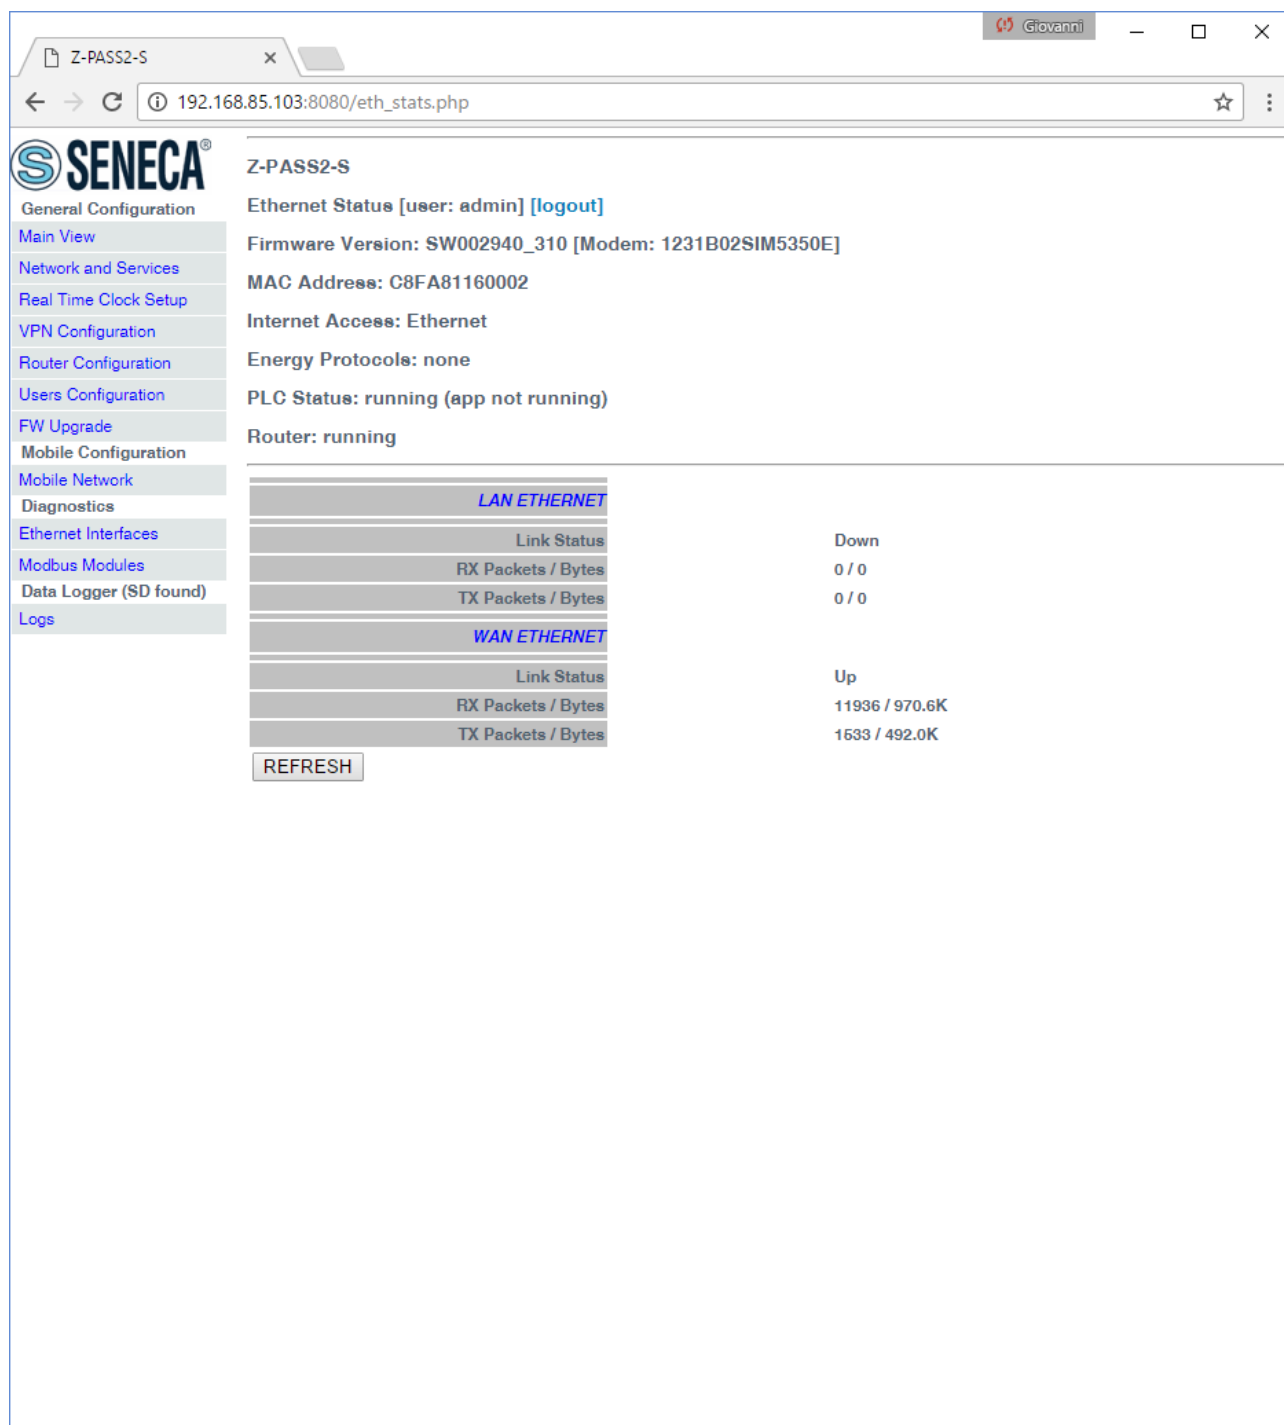 Giovanni
Z-PASS2-S
192.168.85.103:8080/eth_stats.php
SENECA®
General Configuration
Main View
Network and Services
Real Time Clock Setup
VPN Configuration
Router Configuration
Users Configuration
FW Upgrade
Mobile Configuration
Mobile Network
Diagnostics
Ethernet Interfaces
Modbus Modules
Data Logger (SD found)
Logs
Z-PASS2-S
Ethernet Status [user: admin] [logout]
Firmware Version: SW002940_310 [Modem: 1231B02SIM5350E]
MAC Address: C8FA81160002
Internet Access: Ethernet
Energy Protocols: none
PLC Status: running (app not running)
Router: running
LAN ETHERNET
Link Status Down
RX Packets / Bytes 0 / 0
TX Packets / Bytes 0 / 0
WAN ETHERNET
Link Status Up
RX Packets / Bytes 11936 / 970.6K
TX Packets / Bytes 1533 / 492.0K
REFRESH